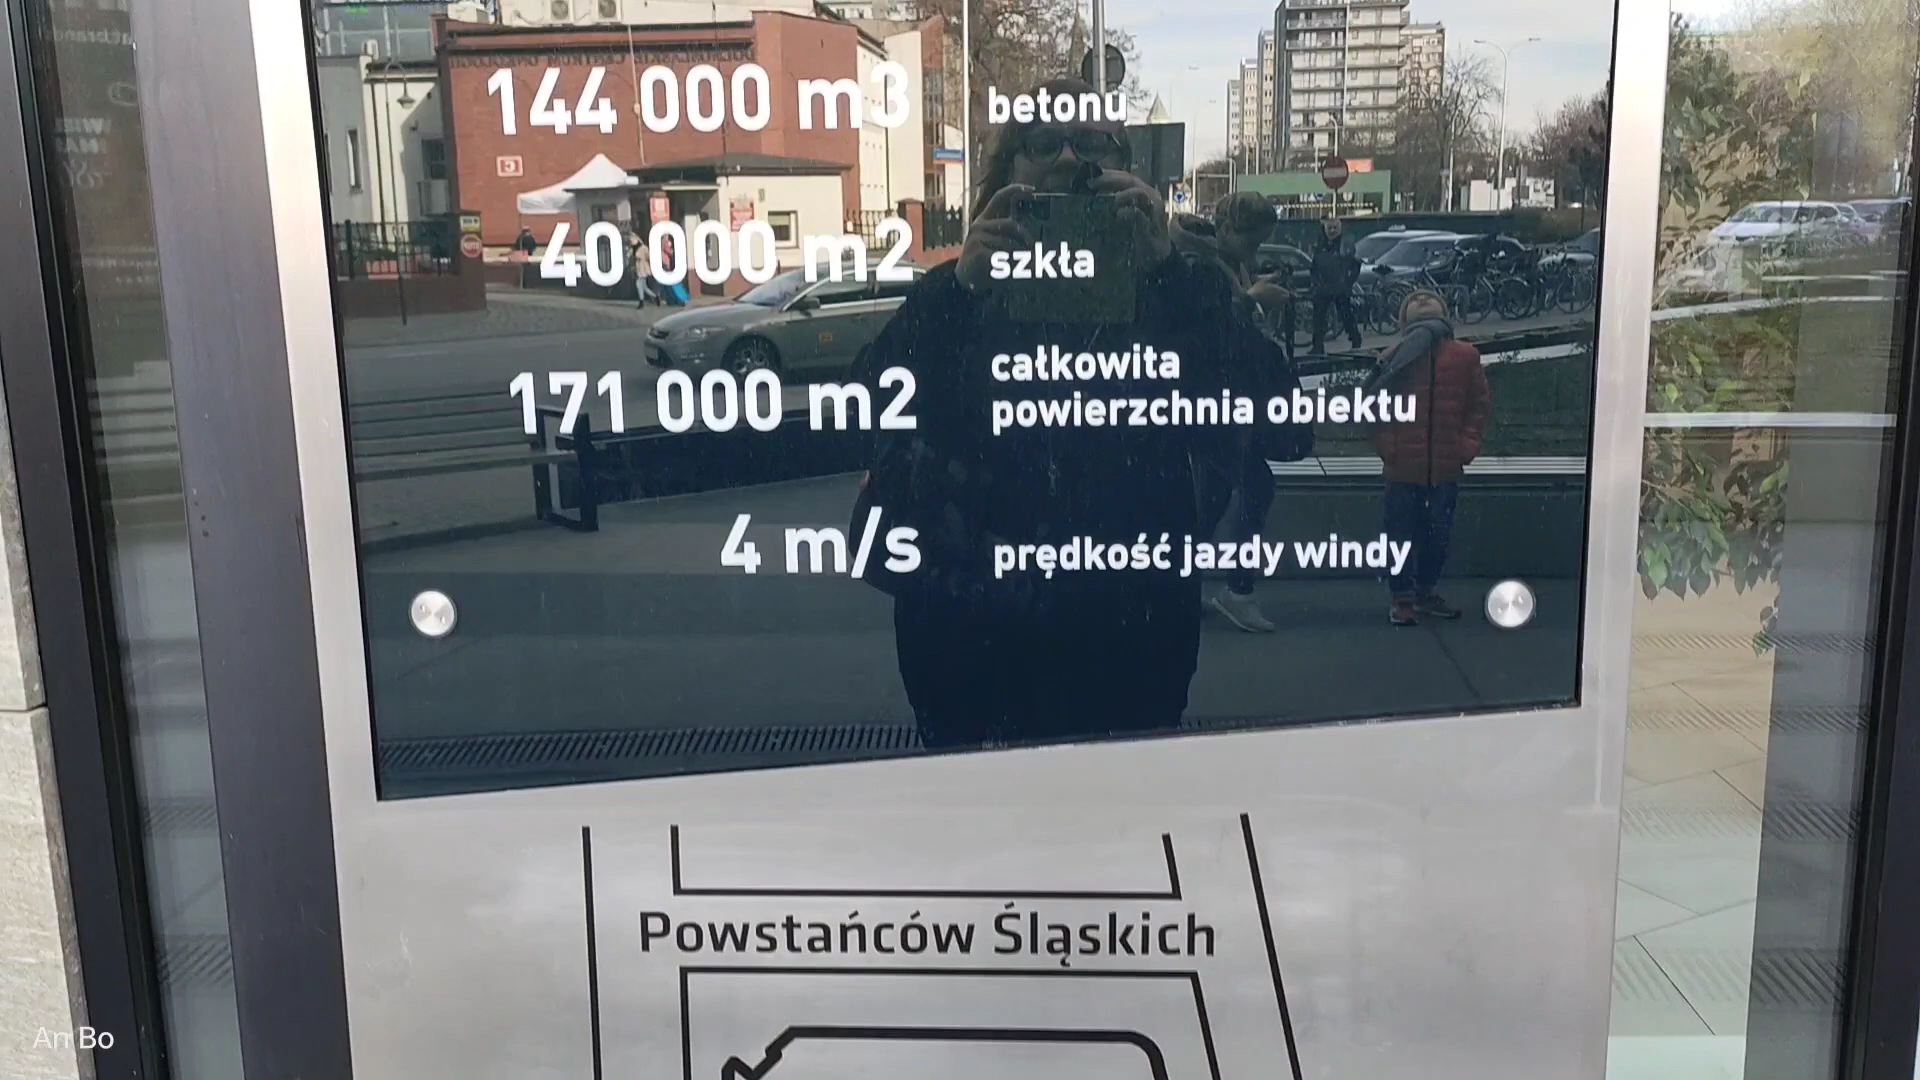 144 000 m3 betonu
40 000 m2 szkła
171 000 m2 całkowita
powierzchnia obiektu
4 m/s prędkość jazdy windy
Powstańców Śląskich
An Bo